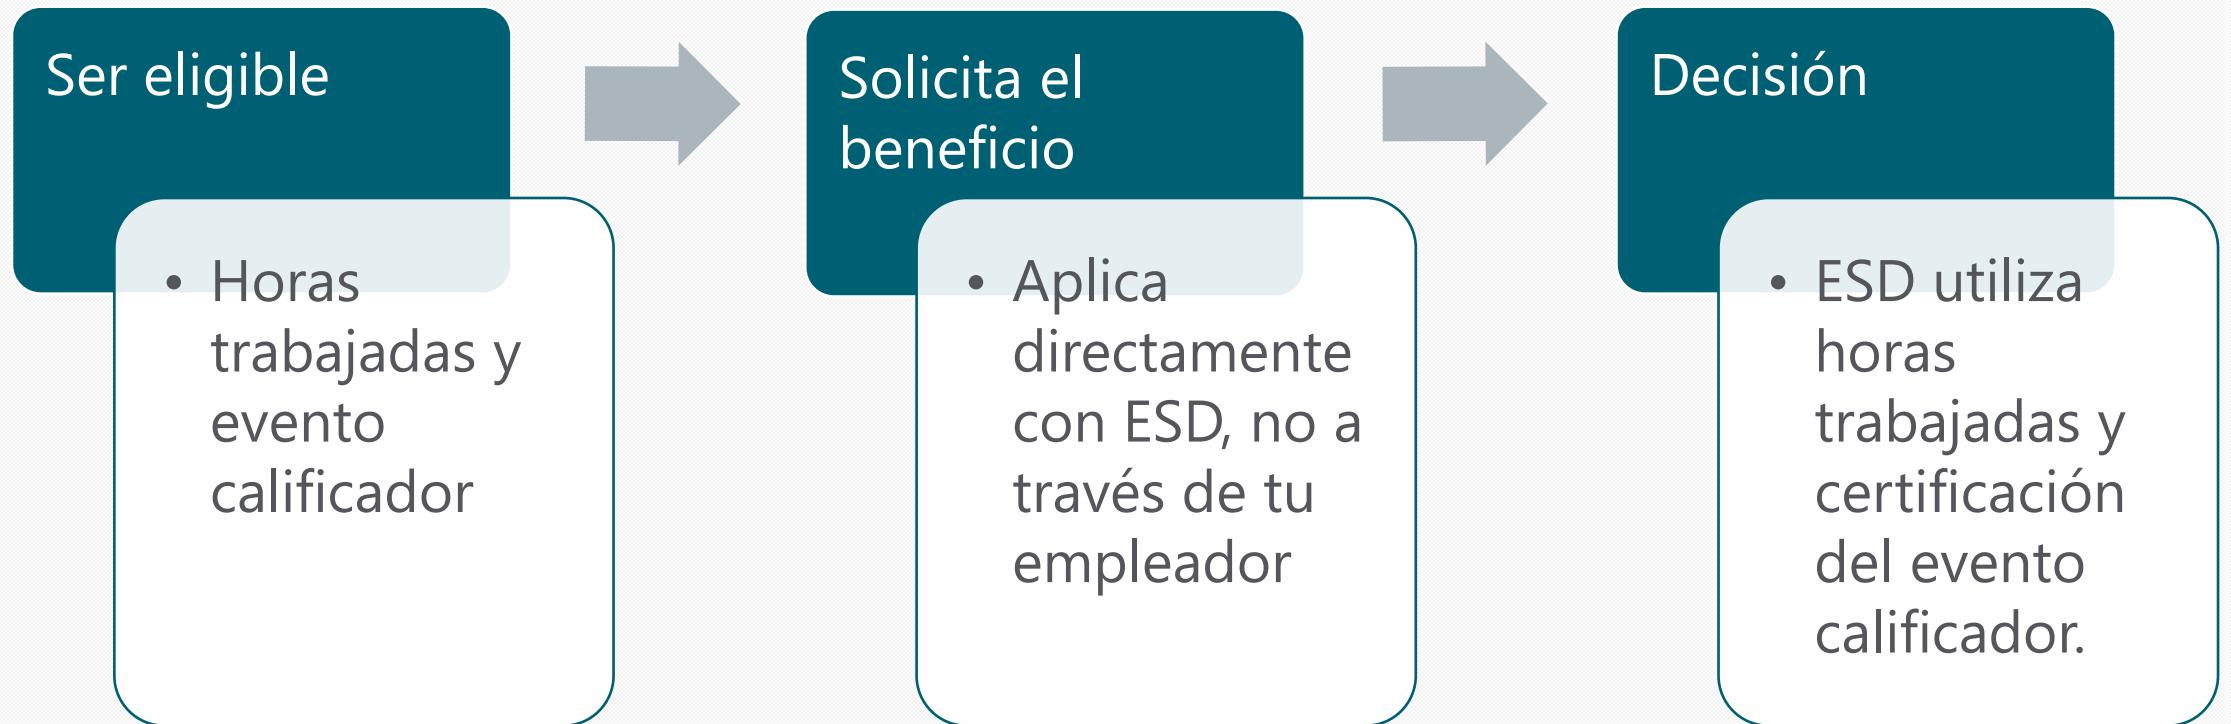 Ser eligible
• Horas
trabajadas y
evento
calificador
Solicita el
beneficio
• Aplica
directamente
con ESD, no a
través de tu
empleador
Decisión
• ESD utiliza
horas
trabajadas y
certificación
del evento
calificador.